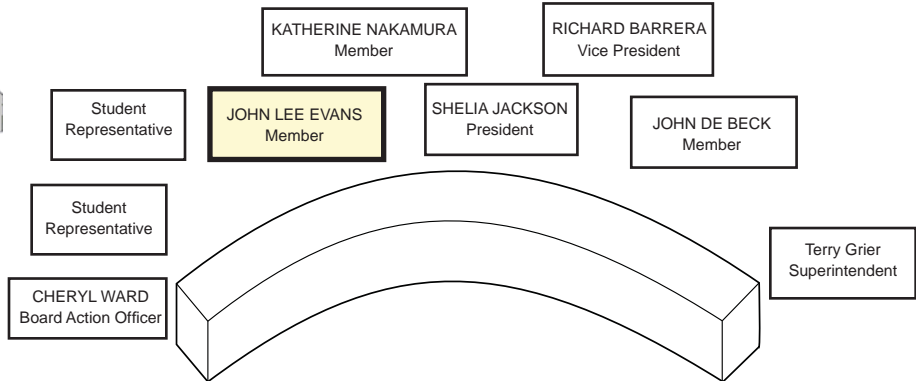 KATHERINE NAKAMURA
Member
RICHARD BARRERA
Vice President
Student
Representative
JOHN LEE EVANS
Member
SHELIA JACKSON
President
JOHN DE BECK
Member
Student
Representative
Terry Grier
Superintendent
CHERYL WARD
Board Action Officer